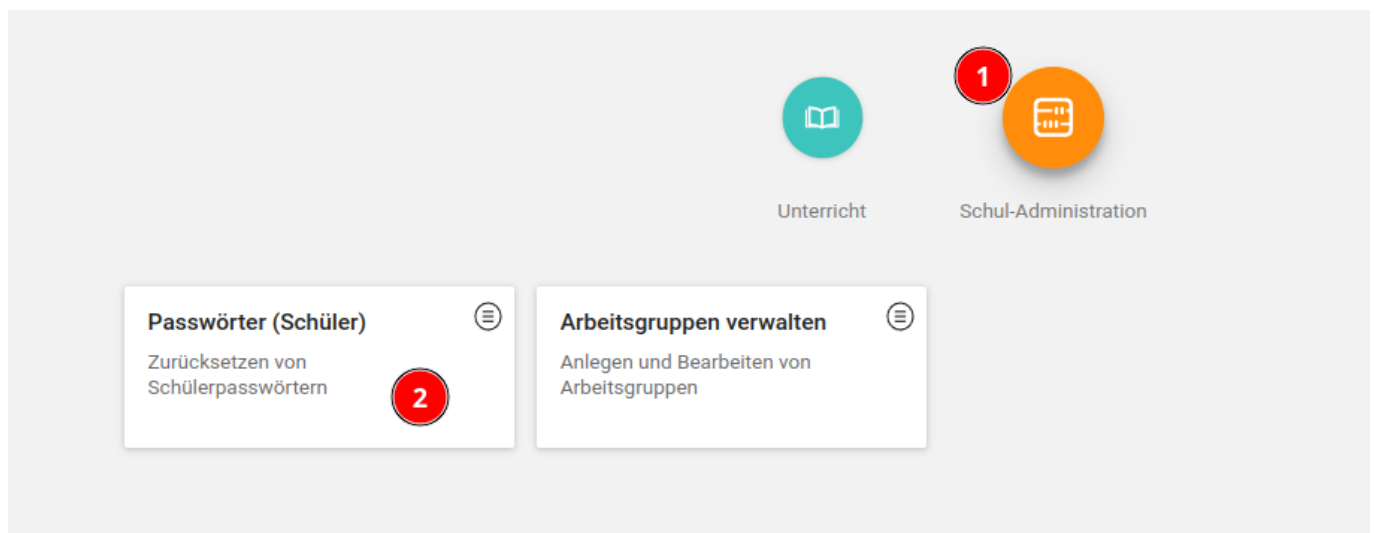 1
Unterricht
Schul-Administration
Passwörter (Schüler)
Zurücksetzen von
Schülerpasswörtern
2
Arbeitsgruppen verwalten
Anlegen und Bearbeiten von
Arbeitsgruppen